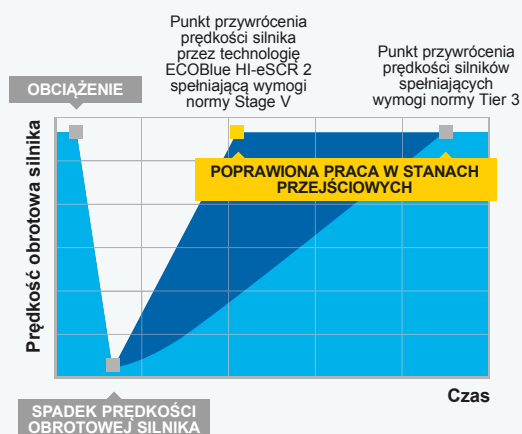 Punkt przywrócenia
prędkości silnika
przez technologię
ECOBlue HI-eSCR 2
spełniającą wymogi
normy Stage V
Punkt przywrócenia
prędkości silników
spełniających
wymogi normy Tier 3
OBCIĄŻENIE
POPRAWIONA PRACA W STANACH
PRZEJŚCIOWYCH
Prędkość obrotowa silnika
Czas
SPADEK PRĘDKOŚCI
OBROTOWEJ SILNIKA